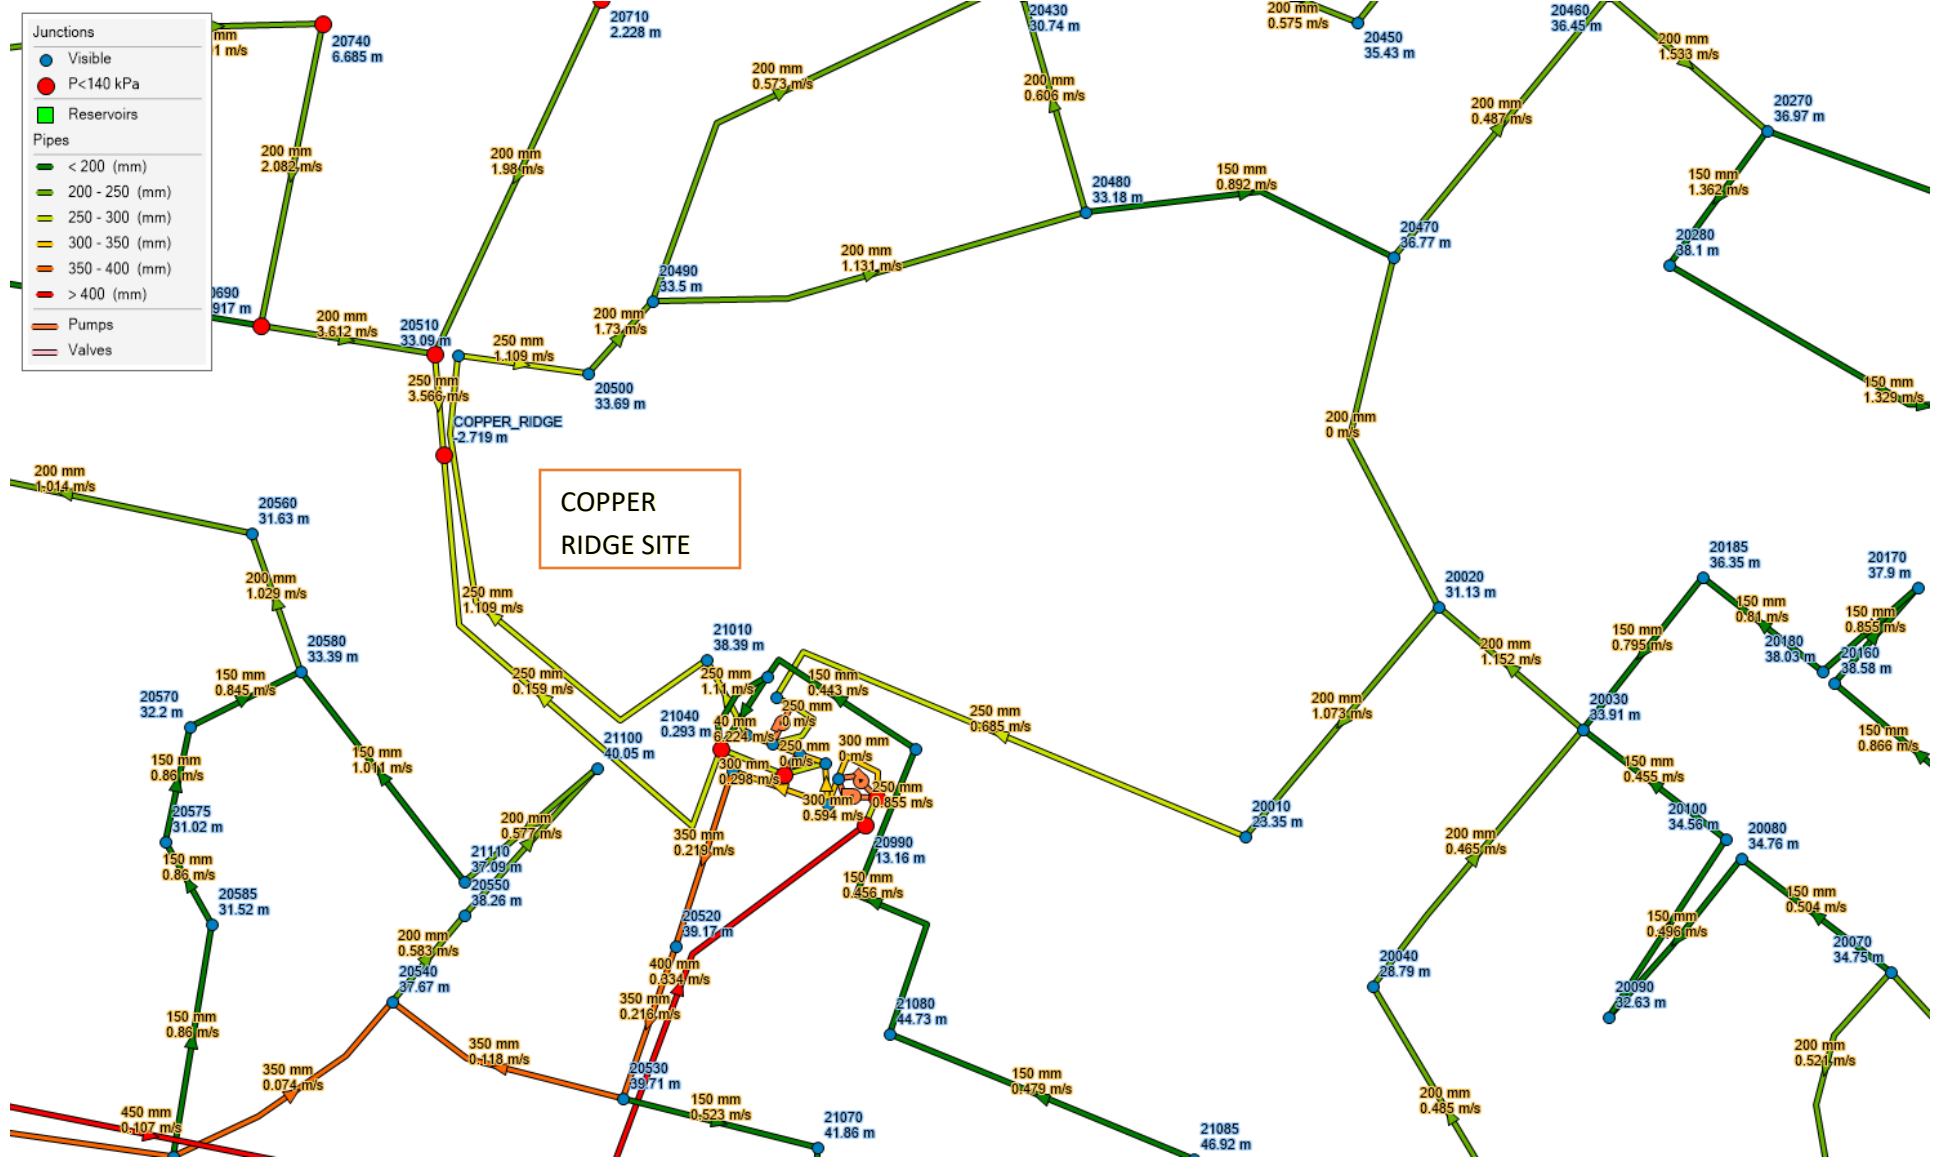 Junctions
Visible
P<140 kPa
Reservoirs
Pipes
< 200 (mm)
200 - 250 (mm)
250 - 300 (mm)
300 - 350 (mm)
350 - 400 (mm)
> 400 (mm)
Pumps
Valves
mm
1 m/s
20740
6.685 m
20710
2.228 m
20430
30.74 m
200 mm
0.575 m/s
20450
35.43 m
20460
36.45 m
200 mm
1.533 m/s
200 mm
0.573 m/s
200 mm
0.606 m/s
200 mm
0.487 m/s
20270
36.97 m
200 mm
2.082 m/s
200 mm
1.98 m/s
20480
33.18 m
150 mm
0.892 m/s
150 mm
1.362 m/s
20470
36.77 m
20280
38.1 m
200 mm
1.131 m/s
20490
33.5 m
0690
917 m
200 mm
3.612 m/s
20510
33.09 m
200 mm
1.73 m/s
250 mm
1.109 m/s
250 mm
3.566 m/s
20500
33.69 m
150 mm
1.329 m/s
COPPER_RIDGE
-2.719 m
200 mm
0 m/s
200 mm
1.014 m/s
COPPER
RIDGE SITE
20560
31.63 m
20185
36.35 m
20170
37.9 m
200 mm
1.029 m/s
250 mm
1.109 m/s
20020
31.13 m
150 mm
0.81 m/s
150 mm
0.855 m/s
20580
33.39 m
21010
38.39 m
200 mm
1.152 m/s
150 mm
0.795 m/s
20180
38.03 m
20160
38.58 m
150 mm
0.845 m/s
250 mm
0.159 m/s
250 mm
1.11 m/s
150 mm
0.443 m/s
20570
32.2 m
21040
0.293 m
40 mm
6.224 m/s
250 mm
0 m/s
250 mm
0.685 m/s
200 mm
1.073 m/s
20030
33.91 m
150 mm
0.866 m/s
21100
40.05 m
250 mm
0 m/s
300 mm
0 m/s
150 mm
0.86 m/s
150 mm
1.011 m/s
300 mm
0.298 m/s
250 mm
0.855 m/s
300 mm
0.594 m/s
150 mm
0.455 m/s
20575
31.02 m
200 mm
0.577 m/s
350 mm
0.219 m/s
20990
13.16 m
20010
23.35 m
200 mm
0.465 m/s
20100
34.56 m
20080
34.76 m
150 mm
0.86 m/s
21110
37.09 m
20550
38.26 m
150 mm
0.456 m/s
150 mm
0.504 m/s
20585
31.52 m
20520
39.17 m
150 mm
0.496 m/s
200 mm
0.583 m/s
20540
37.67 m
400 mm
0.334 m/s
20040
28.79 m
20070
34.75 m
350 mm
0.216 m/s
21080
44.73 m
20090
32.63 m
150 mm
0.86 m/s
350 mm
0.118 m/s
200 mm
0.521 m/s
350 mm
0.074 m/s
20530
39.71 m
150 mm
0.479 m/s
200 mm
0.485 m/s
450 mm
0.107 m/s
150 mm
0.523 m/s
21070
41.86 m
21085
46.92 m